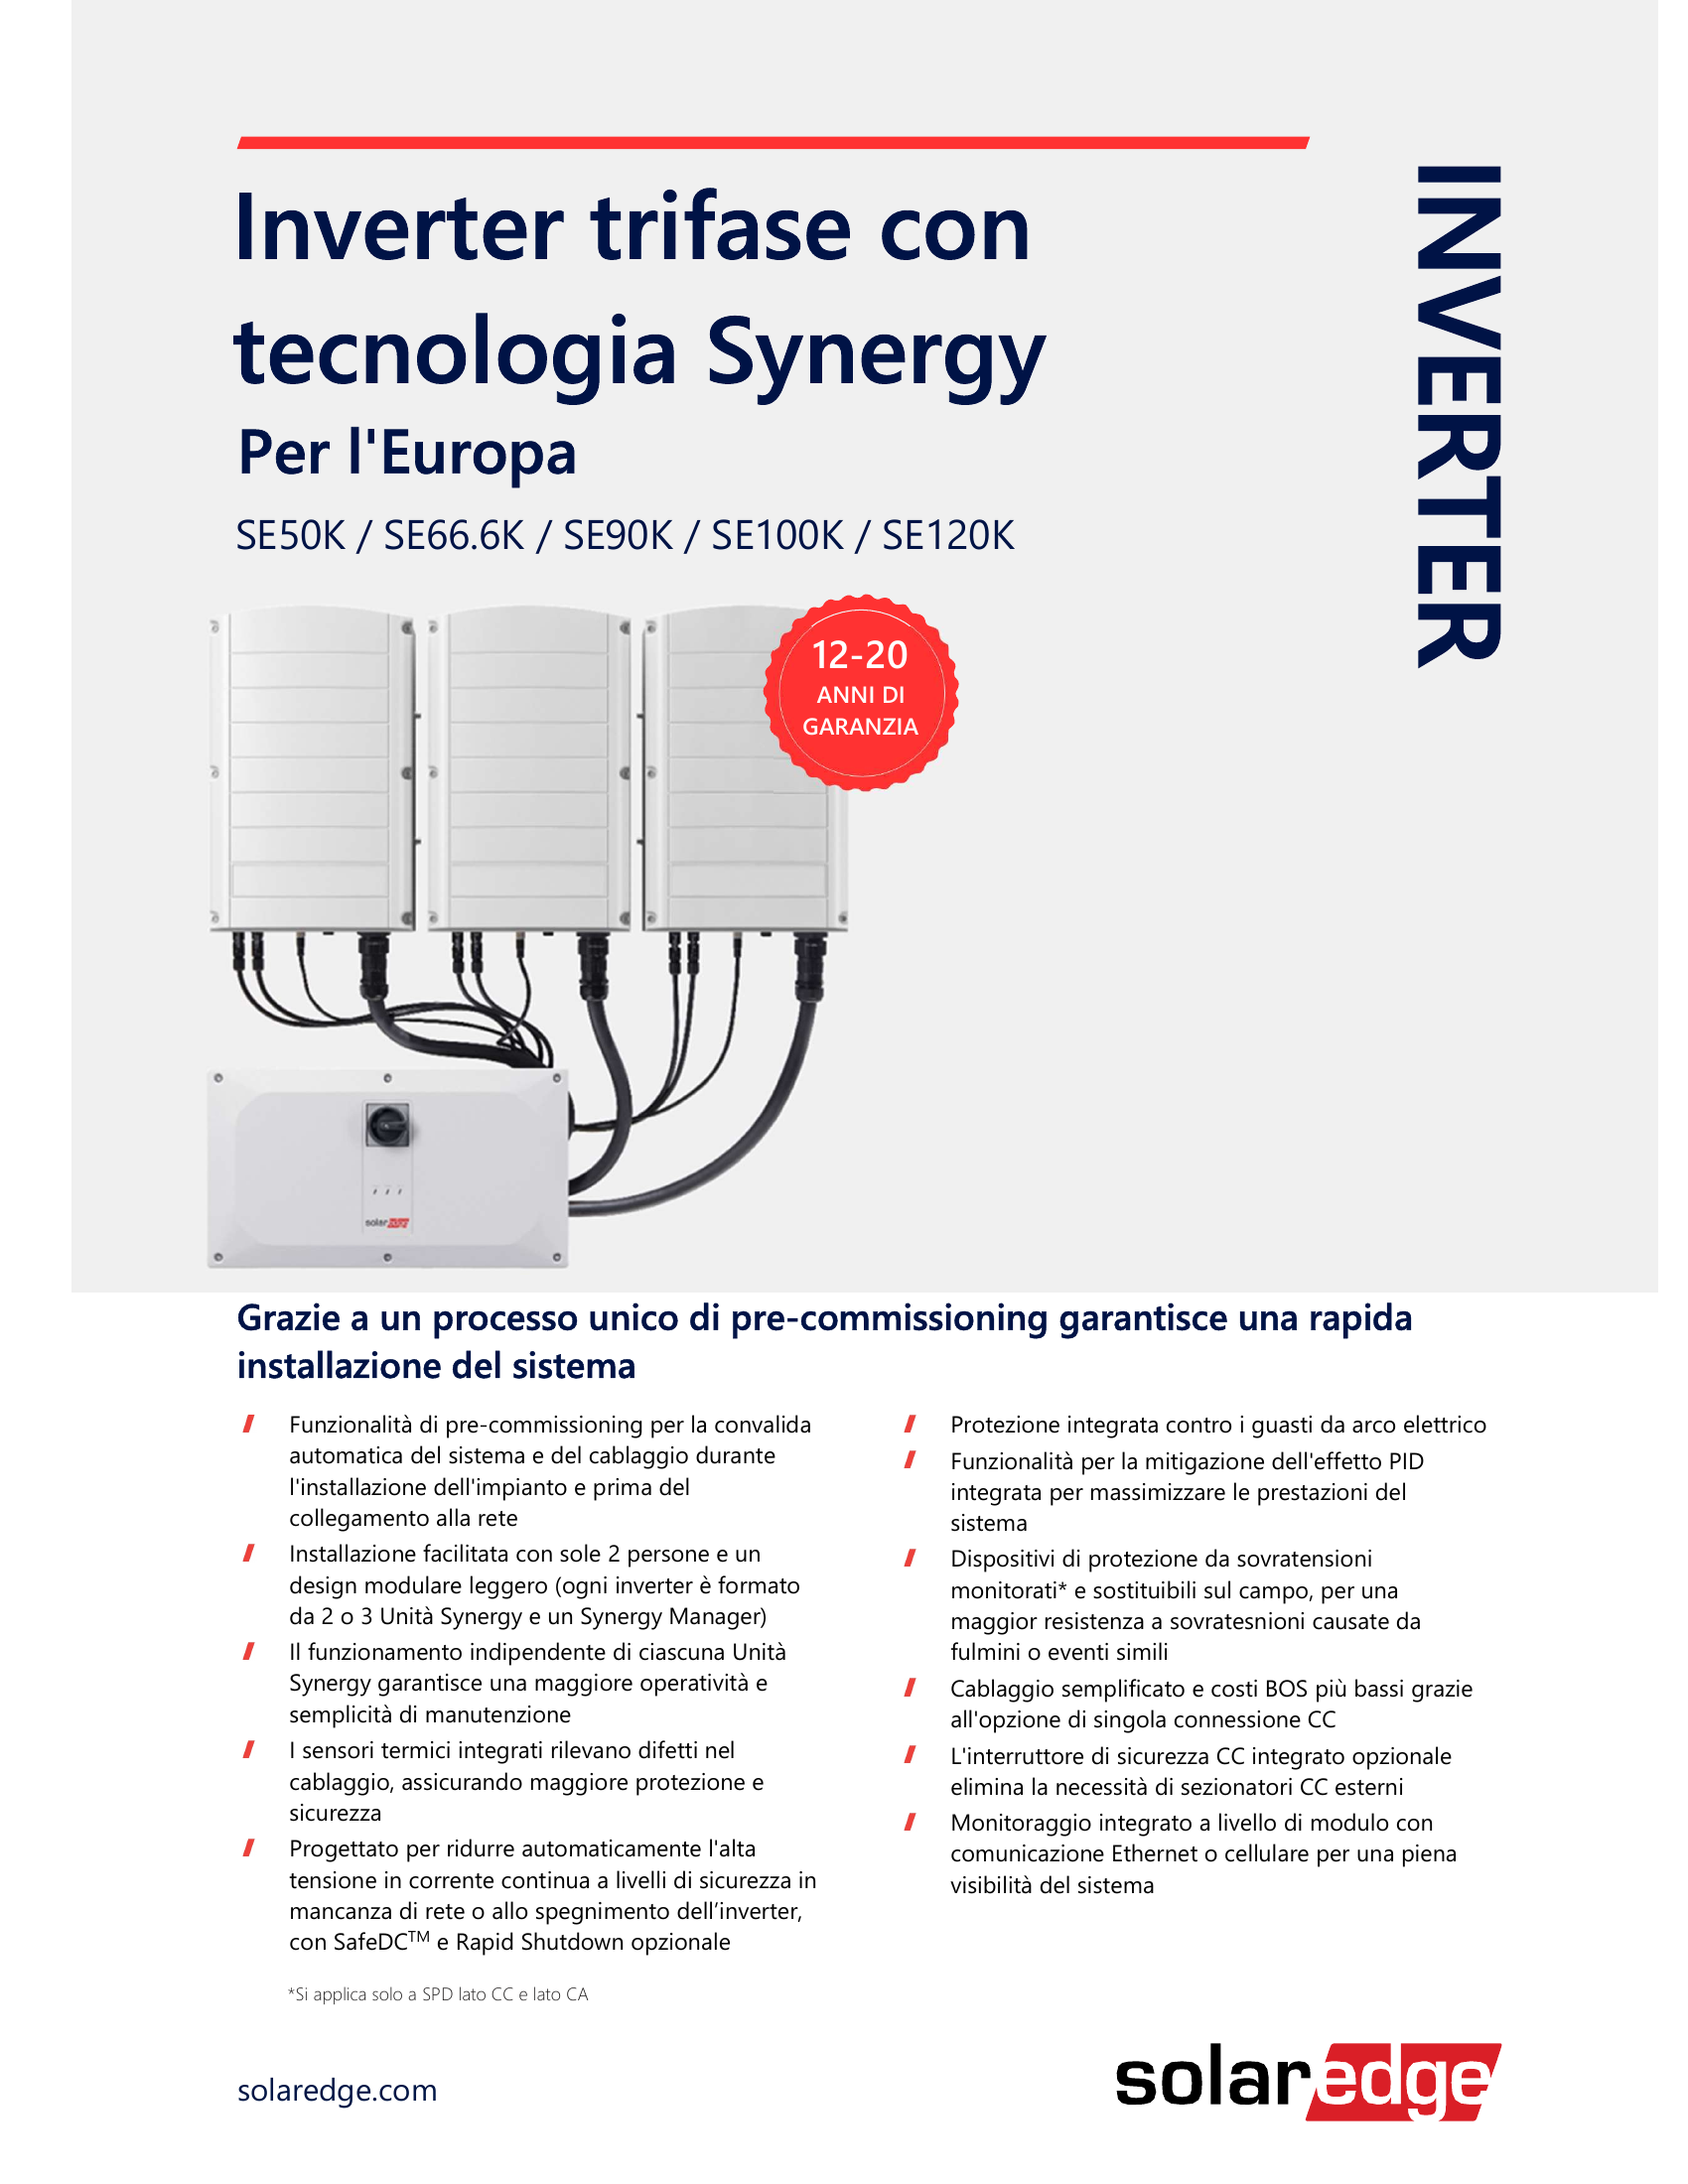 Inverter trifase con
tecnologia Synergy
Per l'Europa
SE50K / SE66.6K / SE90K / SE100K / SE120K
INVERTER
12-20
ANNI DI
GARANZIA
solaredge
Grazie a un processo unico di pre-commissioning garantisce una rapida
installazione del sistema
Funzionalità di pre-commissioning per la convalida
automatica del sistema e del cablaggio durante
l'installazione dell'impianto e prima del
collegamento alla rete
Installazione facilitata con sole 2 persone e un
design modulare leggero (ogni inverter è formato
da 2 o 3 Unità Synergy e un Synergy Manager)
Il funzionamento indipendente di ciascuna Unità
Synergy garantisce una maggiore operatività e
semplicità di manutenzione
I sensori termici integrati rilevano difetti nel
cablaggio, assicurando maggiore protezione e
sicurezza
Progettato per ridurre automaticamente l'alta
tensione in corrente continua a livelli di sicurezza in
mancanza di rete o allo spegnimento dell’inverter,
con SafeDC™ e Rapid Shutdown opzionale
Protezione integrata contro i guasti da arco elettrico
Funzionalità per la mitigazione dell'effetto PID
integrata per massimizzare le prestazioni del
sistema
Dispositivi di protezione da sovratensioni
monitorati* e sostituibili sul campo, per una
maggior resistenza a sovratesnioni causate da
fulmini o eventi simili
Cablaggio semplificato e costi BOS più bassi grazie
all'opzione di singola connessione CC
L'interruttore di sicurezza CC integrato opzionale
elimina la necessità di sezionatori CC esterni
Monitoraggio integrato a livello di modulo con
comunicazione Ethernet o cellulare per una piena
visibilità del sistema
*Si applica solo a SPD lato CC e lato CA
solaredge.com
solaredge